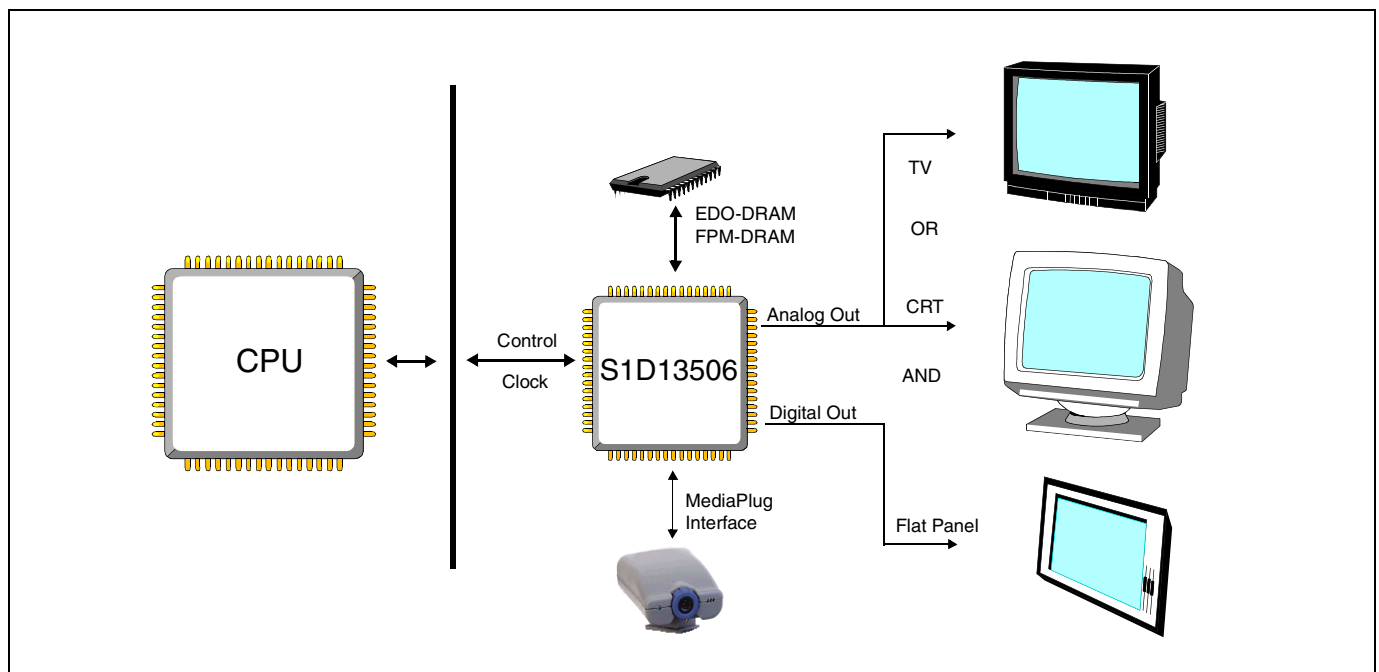 EDO-DRAM
FPM-DRAM
TV
OR
CRT
AND
Analog Out
Control
Clock
CPU
S1D13506
Digital Out
MediaPlug
Interface
Flat Panel